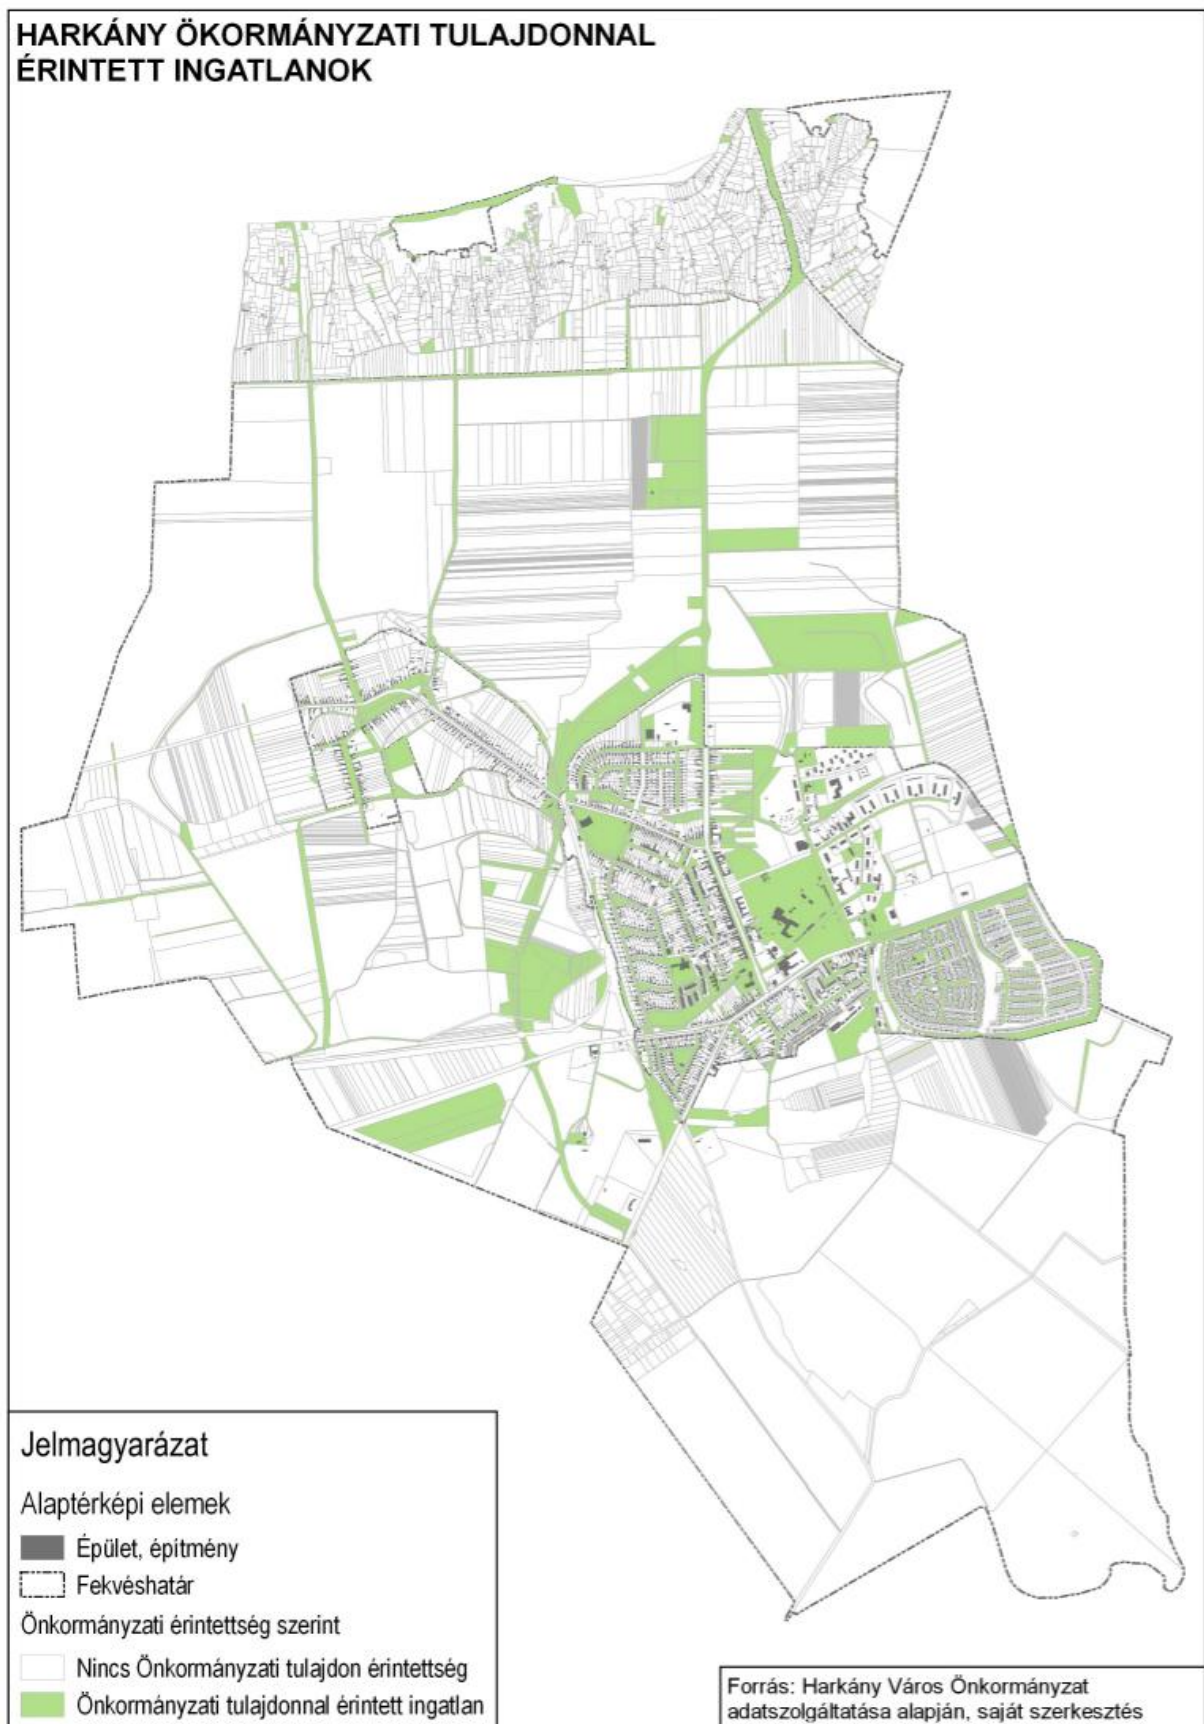 HARKÁNY ÖKORMÁNYZATI TULAJDONNAL
ÉRINTETT INGATLANOK
Jelmagyarázat
Alaptérképi elemek
Épület, építmény
Fekvéshatár
Önkormányzati érintettség szerint
Nincs Önkormányzati tulajdon érintettség
Önkormányzati tulajdonnal érintett ingatlan
Forrás: Harkány Város Önkormányzat
adatszolgáltatása alapján, saját szerkesztés